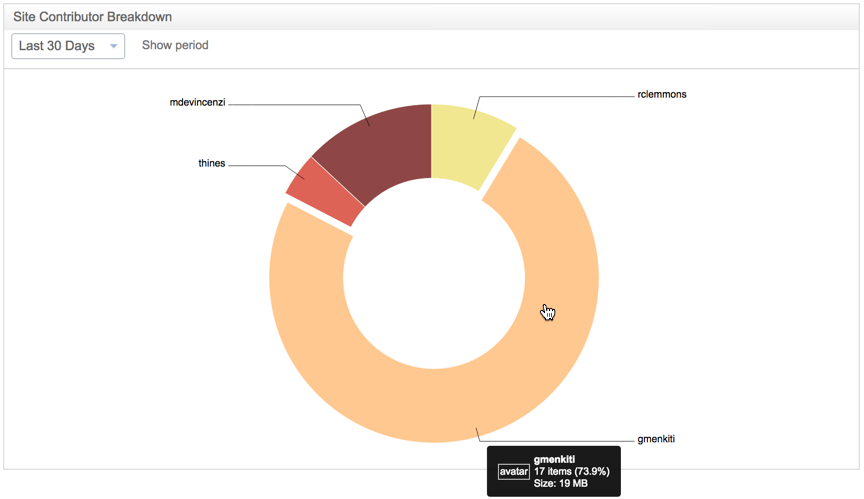 Site Contributor Breakdown
Last 30 Days
Show period
rclemmons
mdevincenzi
thines
gmenkiti
gmenkiti
avatar
17 items (73.9%)
Size: 19 MB